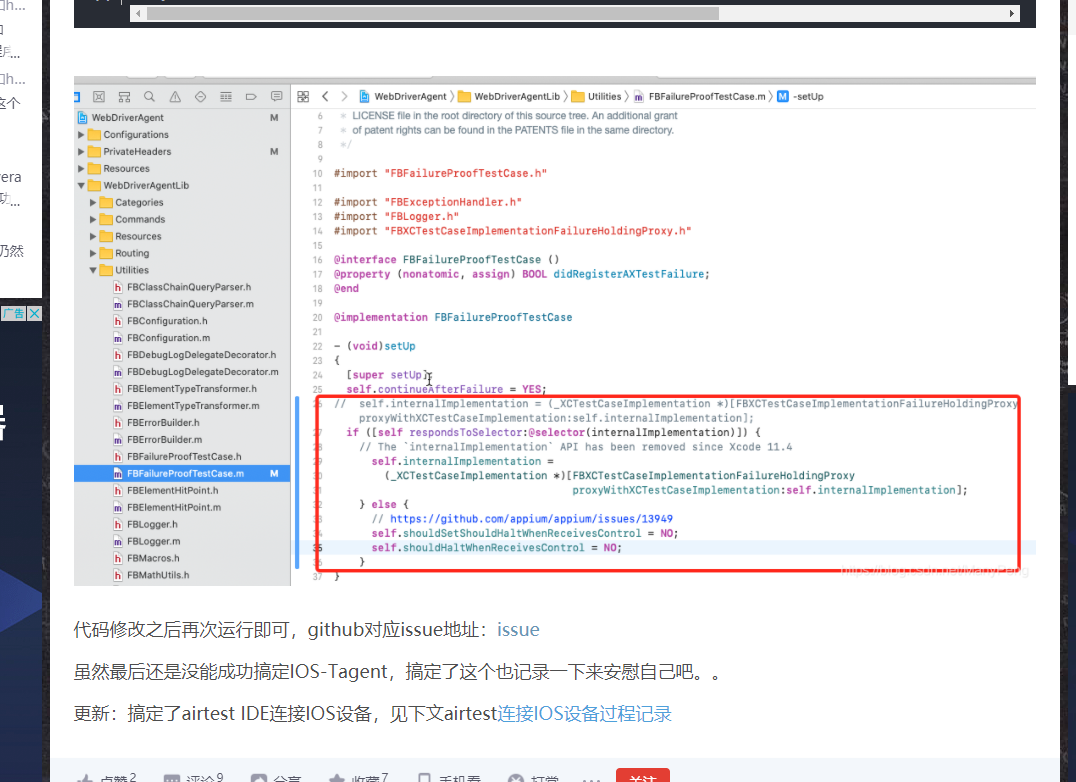 WebDriverAgent 〉 WebDriverAgentLib 〉 Utilities 〉 m FBFailureProofTestCase.m 〉 M -setUp
WebDriverAgent M
Configurations
PrivateHeaders M
Resources
WebDriverAgentLib
Categories
Commands
Resources
Routing
Utilities
h FBClassChainQueryParser.h
m FBClassChainQueryParser.m
h FBConfiguration.h
m FBConfiguration.m
h FBDebugLogDelegateDecorator.h
m FBDebugLogDelegateDecorator.m
h FBElementTypeTransformer.h
m FBElementTypeTransformer.m
h FBErrorBuilder.h
m FBErrorBuilder.m
h FBFailureProofTestCase.h
m FBFailureProofTestCase.m M
h FBElementHitPoint.h
m FBElementHitPoint.m
h FBLogger.h
m FBLogger.m
h FBMacros.h
h FBMathUtils.h
6 * LICENSE file in the root directory of this source tree. An additional grant
7 * of patent rights can be found in the PATENTS file in the same directory.
8 */
9
10 #import "FBFailureProofTestCase.h"
11
12 #import "FBExceptionHandler.h"
13 #import "FBLogger.h"
14 #import "FBXCTestCaseImplementationFailureHoldingProxy.h"
15
16 @interface FBFailureProofTestCase ()
17 @property (nonatomic, assign) BOOL didRegisterAXTestFailure;
18 @end
19
20 @implementation FBFailureProofTestCase
21
22 - (void)setUp
23 {
24 [super setUp];
25 self.continueAfterFailure = YES;
// self.internalImplementation = (_XCTestCaseImplementation *)[FBXCTestCaseImplementationFailureHoldingProxy
proxyWithXCTestCaseImplementation:self.internalImplementation];
if ([self respondsToSelector:@selector(internalImplementation)]) {
// The `internalImplementation` API has been removed since Xcode 11.4
self.internalImplementation =
(_XCTestCaseImplementation *)[FBXCTestCaseImplementationFailureHoldingProxy
proxyWithXCTestCaseImplementation:self.internalImplementation];
} else {
// https://github.com/appium/appium/issues/13949
self.shouldSetShouldHaltWhenReceivesControl = NO;
35 self.shouldHaltWhenReceivesControl = NO;
}
37 }
代码修改之后再次运行即可，github对应issue地址：issue
虽然最后还是没能成功搞定IOS-Tagent，搞定了这个也记录一下来安慰自己吧。。
更新：搞定了airtest IDE连接IOS设备，见下文airtest连接IOS设备过程记录
点赞2 评论9 分享 收藏7 手机看 打赏 ... 关注
这个
era
仍然
广告